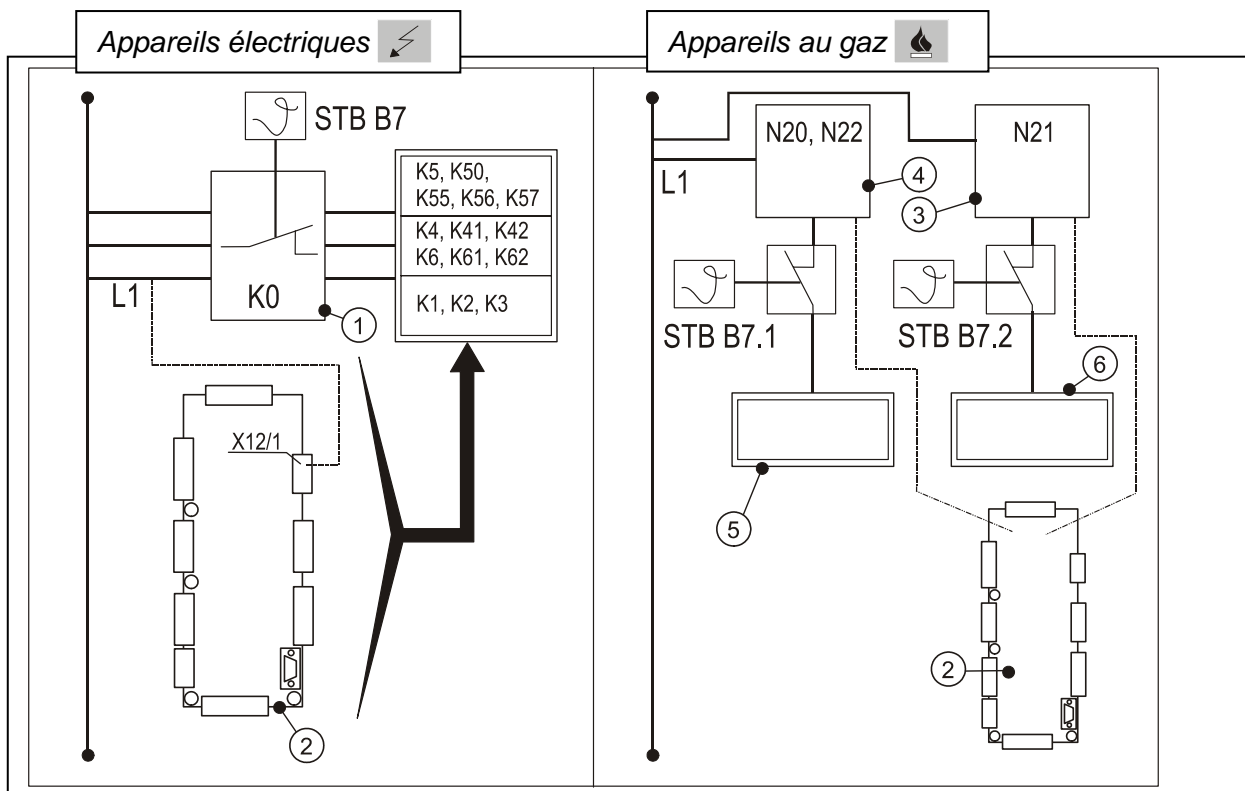 Appareils électriques
STB B7
K5, K50,
K55, K56, K57
K4, K41, K42
K6, K61, K62
K1, K2, K3
L1
K0
1
X12/1
2
Appareils au gaz
N20, N22
N21
L1
4
3
STB B7.1
STB B7.2
6
5
2